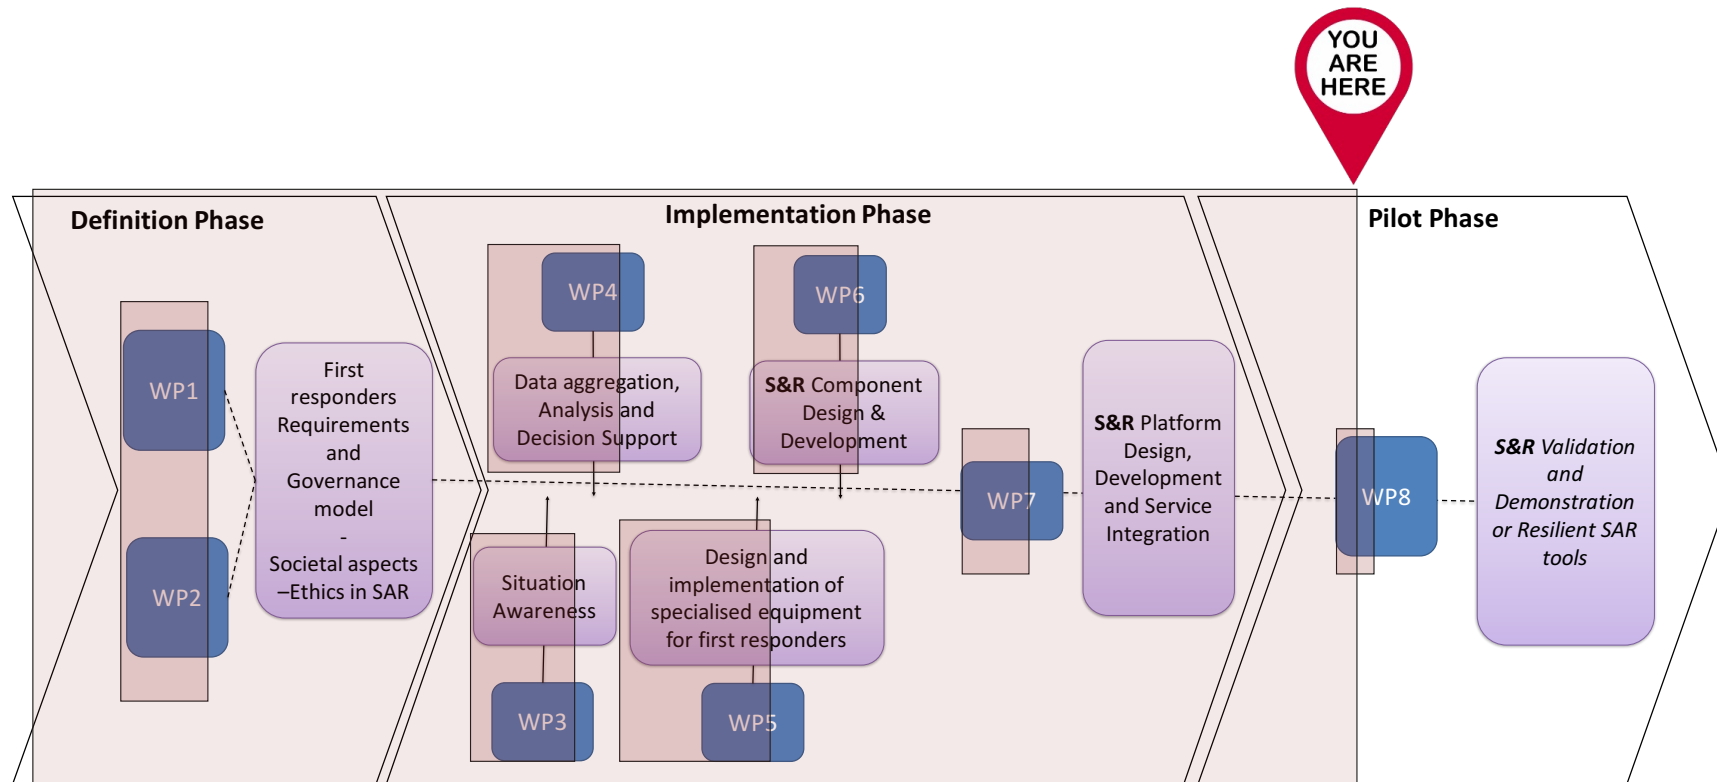 YOU
ARE
HERE
Definition Phase
Implementation Phase
Pilot Phase
WP1
WP2
First
responders
Requirements
and
Governance
model
-
Societal aspects
–Ethics in SAR
WP4
Data aggregation,
Analysis and
Decision Support
WP6
S&R Component
Design &
Development
Situation
Awareness
WP3
Design and
implementation of
specialised equipment
for first responders
WP5
WP7
S&R Platform
Design,
Development
and Service
Integration
WP8
S&R Validation
and
Demonstration
or Resilient SAR
tools